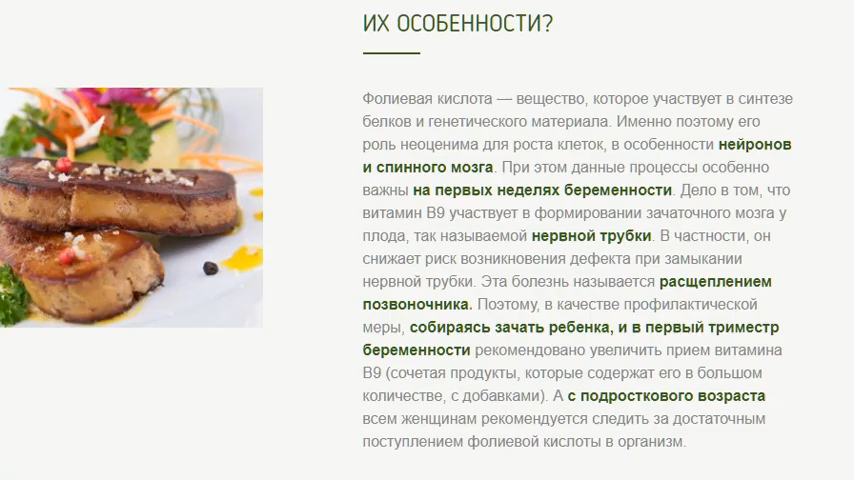 ИХ ОСОБЕННОСТИ?
Фолиевая кислота — вещество, которое участвует в синтезе
белков и генетического материала. Именно поэтому его
роль неоценима для роста клеток, в особенности нейронов
и спинного мозга. При этом данные процессы особенно
важны на первых неделях беременности. Дело в том, что
витамин В9 участвует в формировании зачаточного мозга у
плода, так называемой нервной трубки. В частности, он
снижает риск возникновения дефекта при замыкании
нервной трубки. Эта болезнь называется расщеплением
позвоночника. Поэтому, в качестве профилактической
меры, собираясь зачать ребенка, и в первый триместр
беременности рекомендовано увеличить прием витамина
В9 (сочетая продукты, которые содержат его в большом
количестве, с добавками). А с подросткового возраста
всем женщинам рекомендуется следить за достаточным
поступлением фолиевой кислоты в организм.